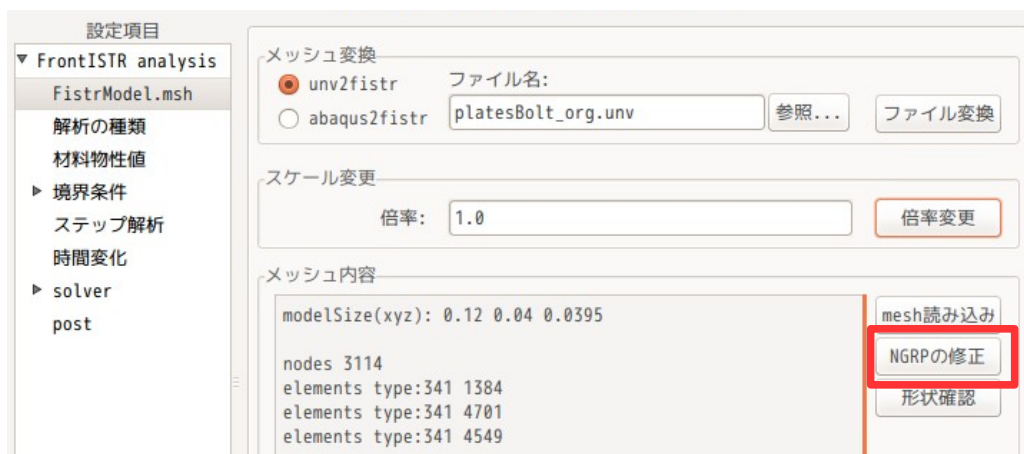 設定項目
▼ FrontISTR analysis
FistrModel.msh
解析の種類
材料物性値
▶ 境界条件
ステップ解析
時間変化
▶ solver
post
メッシュ変換
unv2fistr
abaqus2fistr
ファイル名:
platesBolt_org.unv
参照...
ファイル変換
スケール変更
倍率:
1.0
倍率変更
メッシュ内容
modelSize(xyz): 0.12 0.04 0.0395
nodes 3114
elements type:341 1384
elements type:341 4701
elements type:341 4549
mesh読み込み
NGRPの修正
形状確認